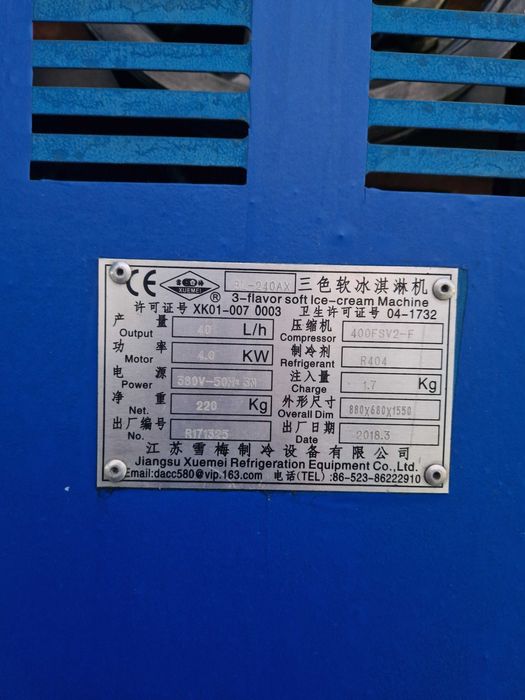 CE 雪梅 XUEMEI ® -240AX 三色软冰淇淋机
3-flavor soft Ice-cream Machine
许可证号 XK01-007 0003 卫生许可证号 04-1732
产量 Output 40 L/h 压缩机 Compressor 400FSV2-F
功率 Motor 4.0 KW 制冷剂 Refrigerant R404
电源 Power 380V-50Hz 3N 注入量 Charge 1.7 Kg
净重 Net. 220 Kg 外形尺寸 Overall Dim 880X680X1550
出厂编号 No. R171325 出厂日期 Date 2018.3
江苏雪梅制冷设备有限公司
Jiangsu Xuemei Refrigeration Equipment Co.,Ltd.
Email:dacc580@vip.163.com 电话(TEL):86-523-86222910